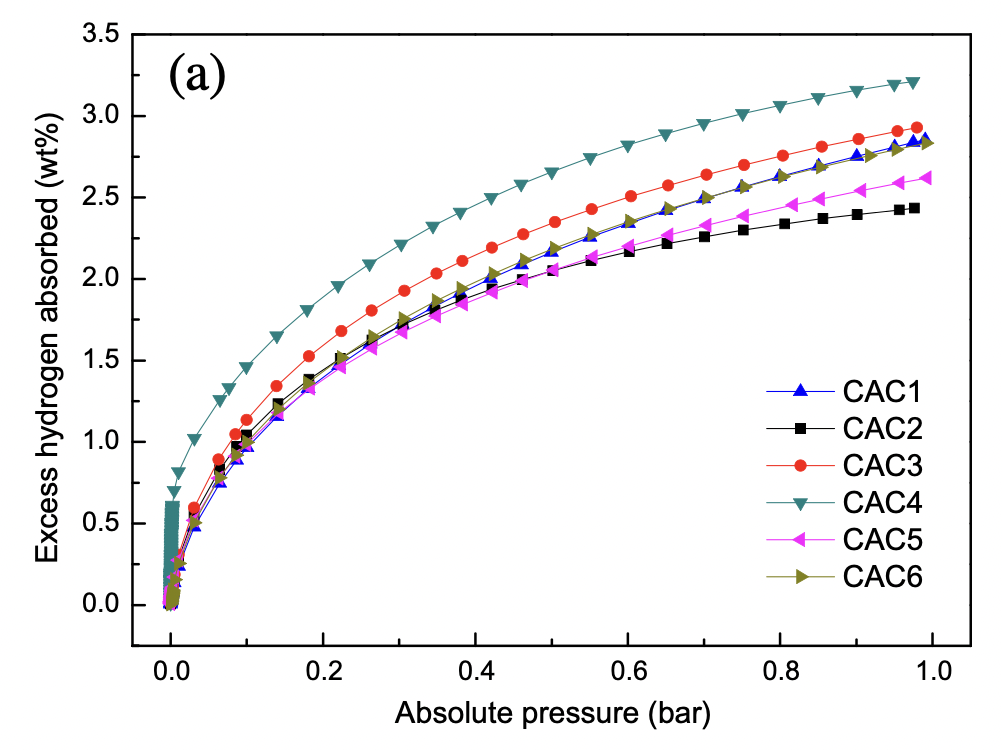 (a)
3.5
3.0
2.5
2.0
1.5
1.0
0.5
0.0
Excess hydrogen absorbed (wt%)
CAC1
CAC2
CAC3
CAC4
CAC5
CAC6
0.0 0.2 0.4 0.6 0.8 1.0
Absolute pressure (bar)